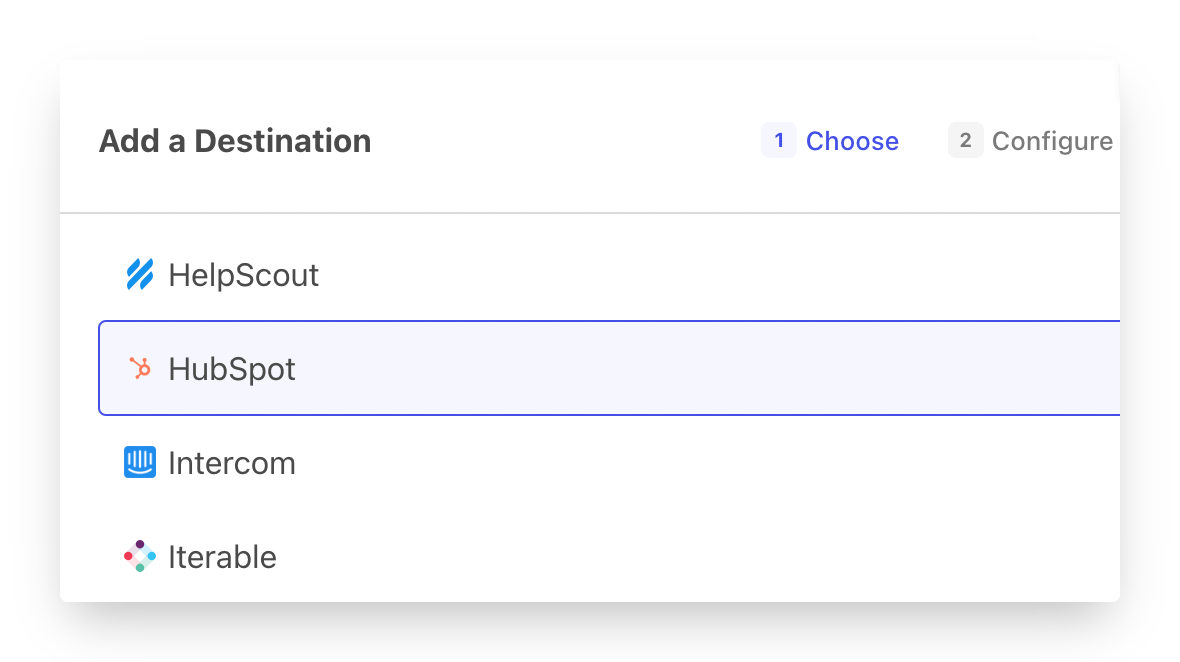 Add a Destination 1 Choose 2 Configure
HelpScout
HubSpot
Intercom
Iterable